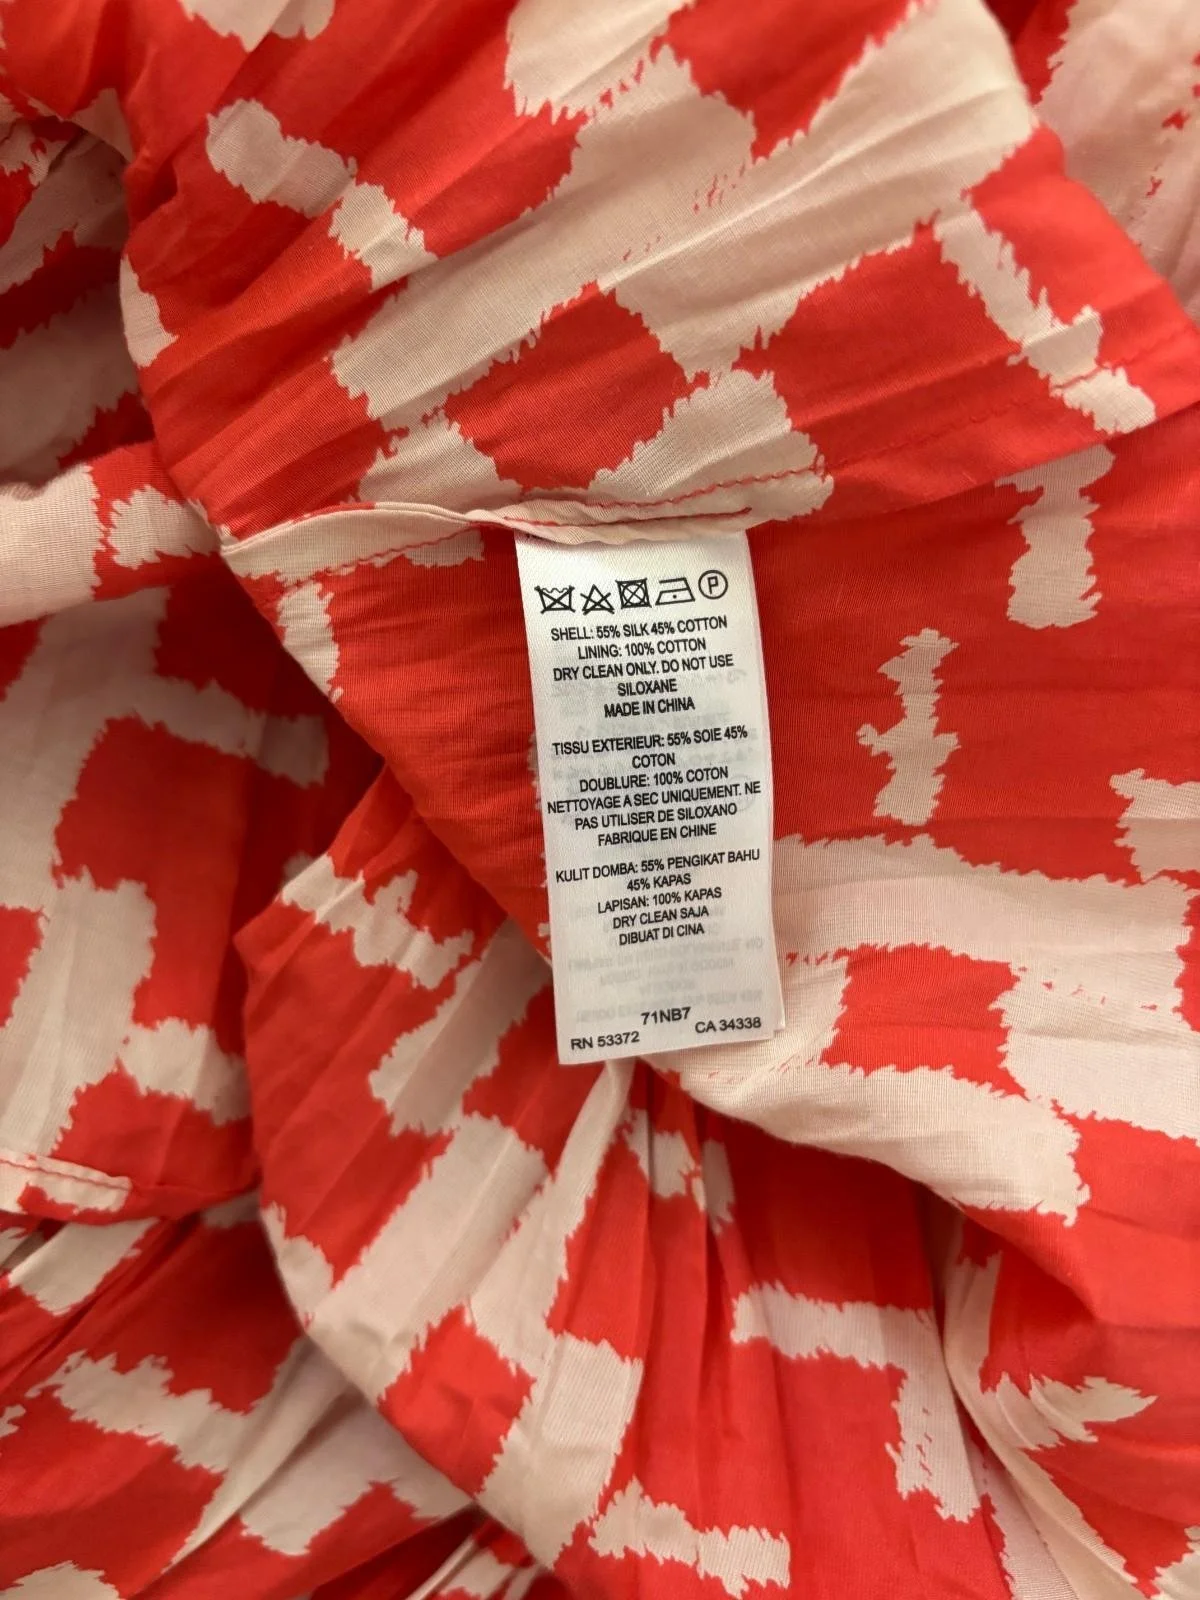 P
SHELL: 55% SILK 45% COTTON
LINING: 100% COTTON
DRY CLEAN ONLY. DO NOT USE
SILOXANE
MADE IN CHINA
TISSU EXTERIEUR: 55% SOIE 45%
COTON
DOUBLURE: 100% COTON
NETTOYAGE A SEC UNIQUEMENT. NE
PAS UTILISER DE SILOXANO
FABRIQUE EN CHINE
KULIT DOMBA: 55% PENGIKAT BAHU
45% KAPAS
LAPISAN: 100% KAPAS
DRY CLEAN SAJA
DIBUAT DI CINA
71NB7
RN 53372 CA 34338